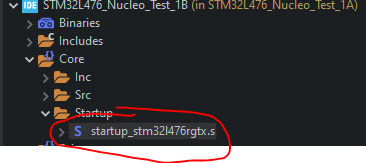 IDE STM32L476_Nucleo_Test_1B (in STM32L476_Nucleo_Test_1A)
Binaries
Includes
Core
Inc
Src
Startup
S startup_stm32l476rgtx.s